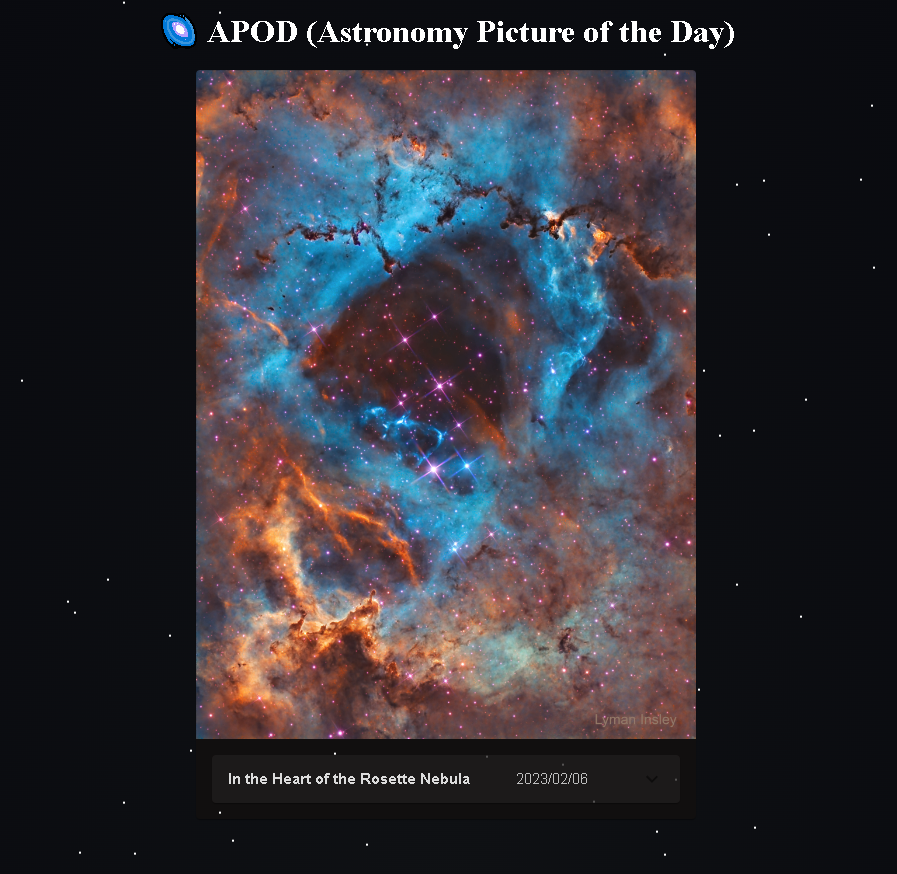 APOD (Astronomy Picture of the Day)
Lyman Insley
In the Heart of the Rosette Nebula 2023/02/06